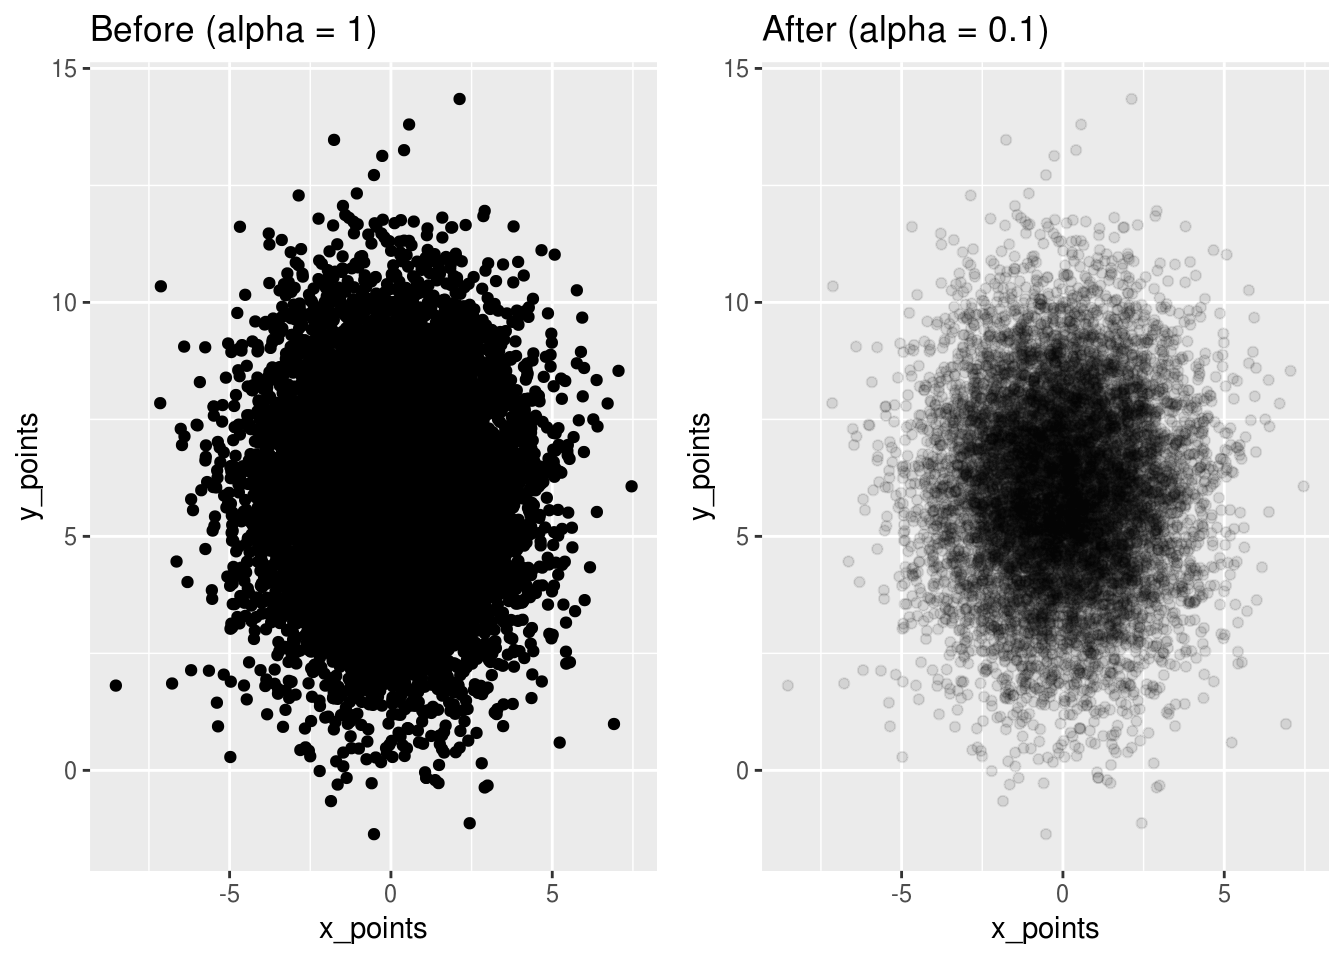 Before (alpha = 1)
15
10
5
0
y_points
-5 0 5
x_points
After (alpha = 0.1)
15
10
5
0
y_points
-5 0 5
x_points